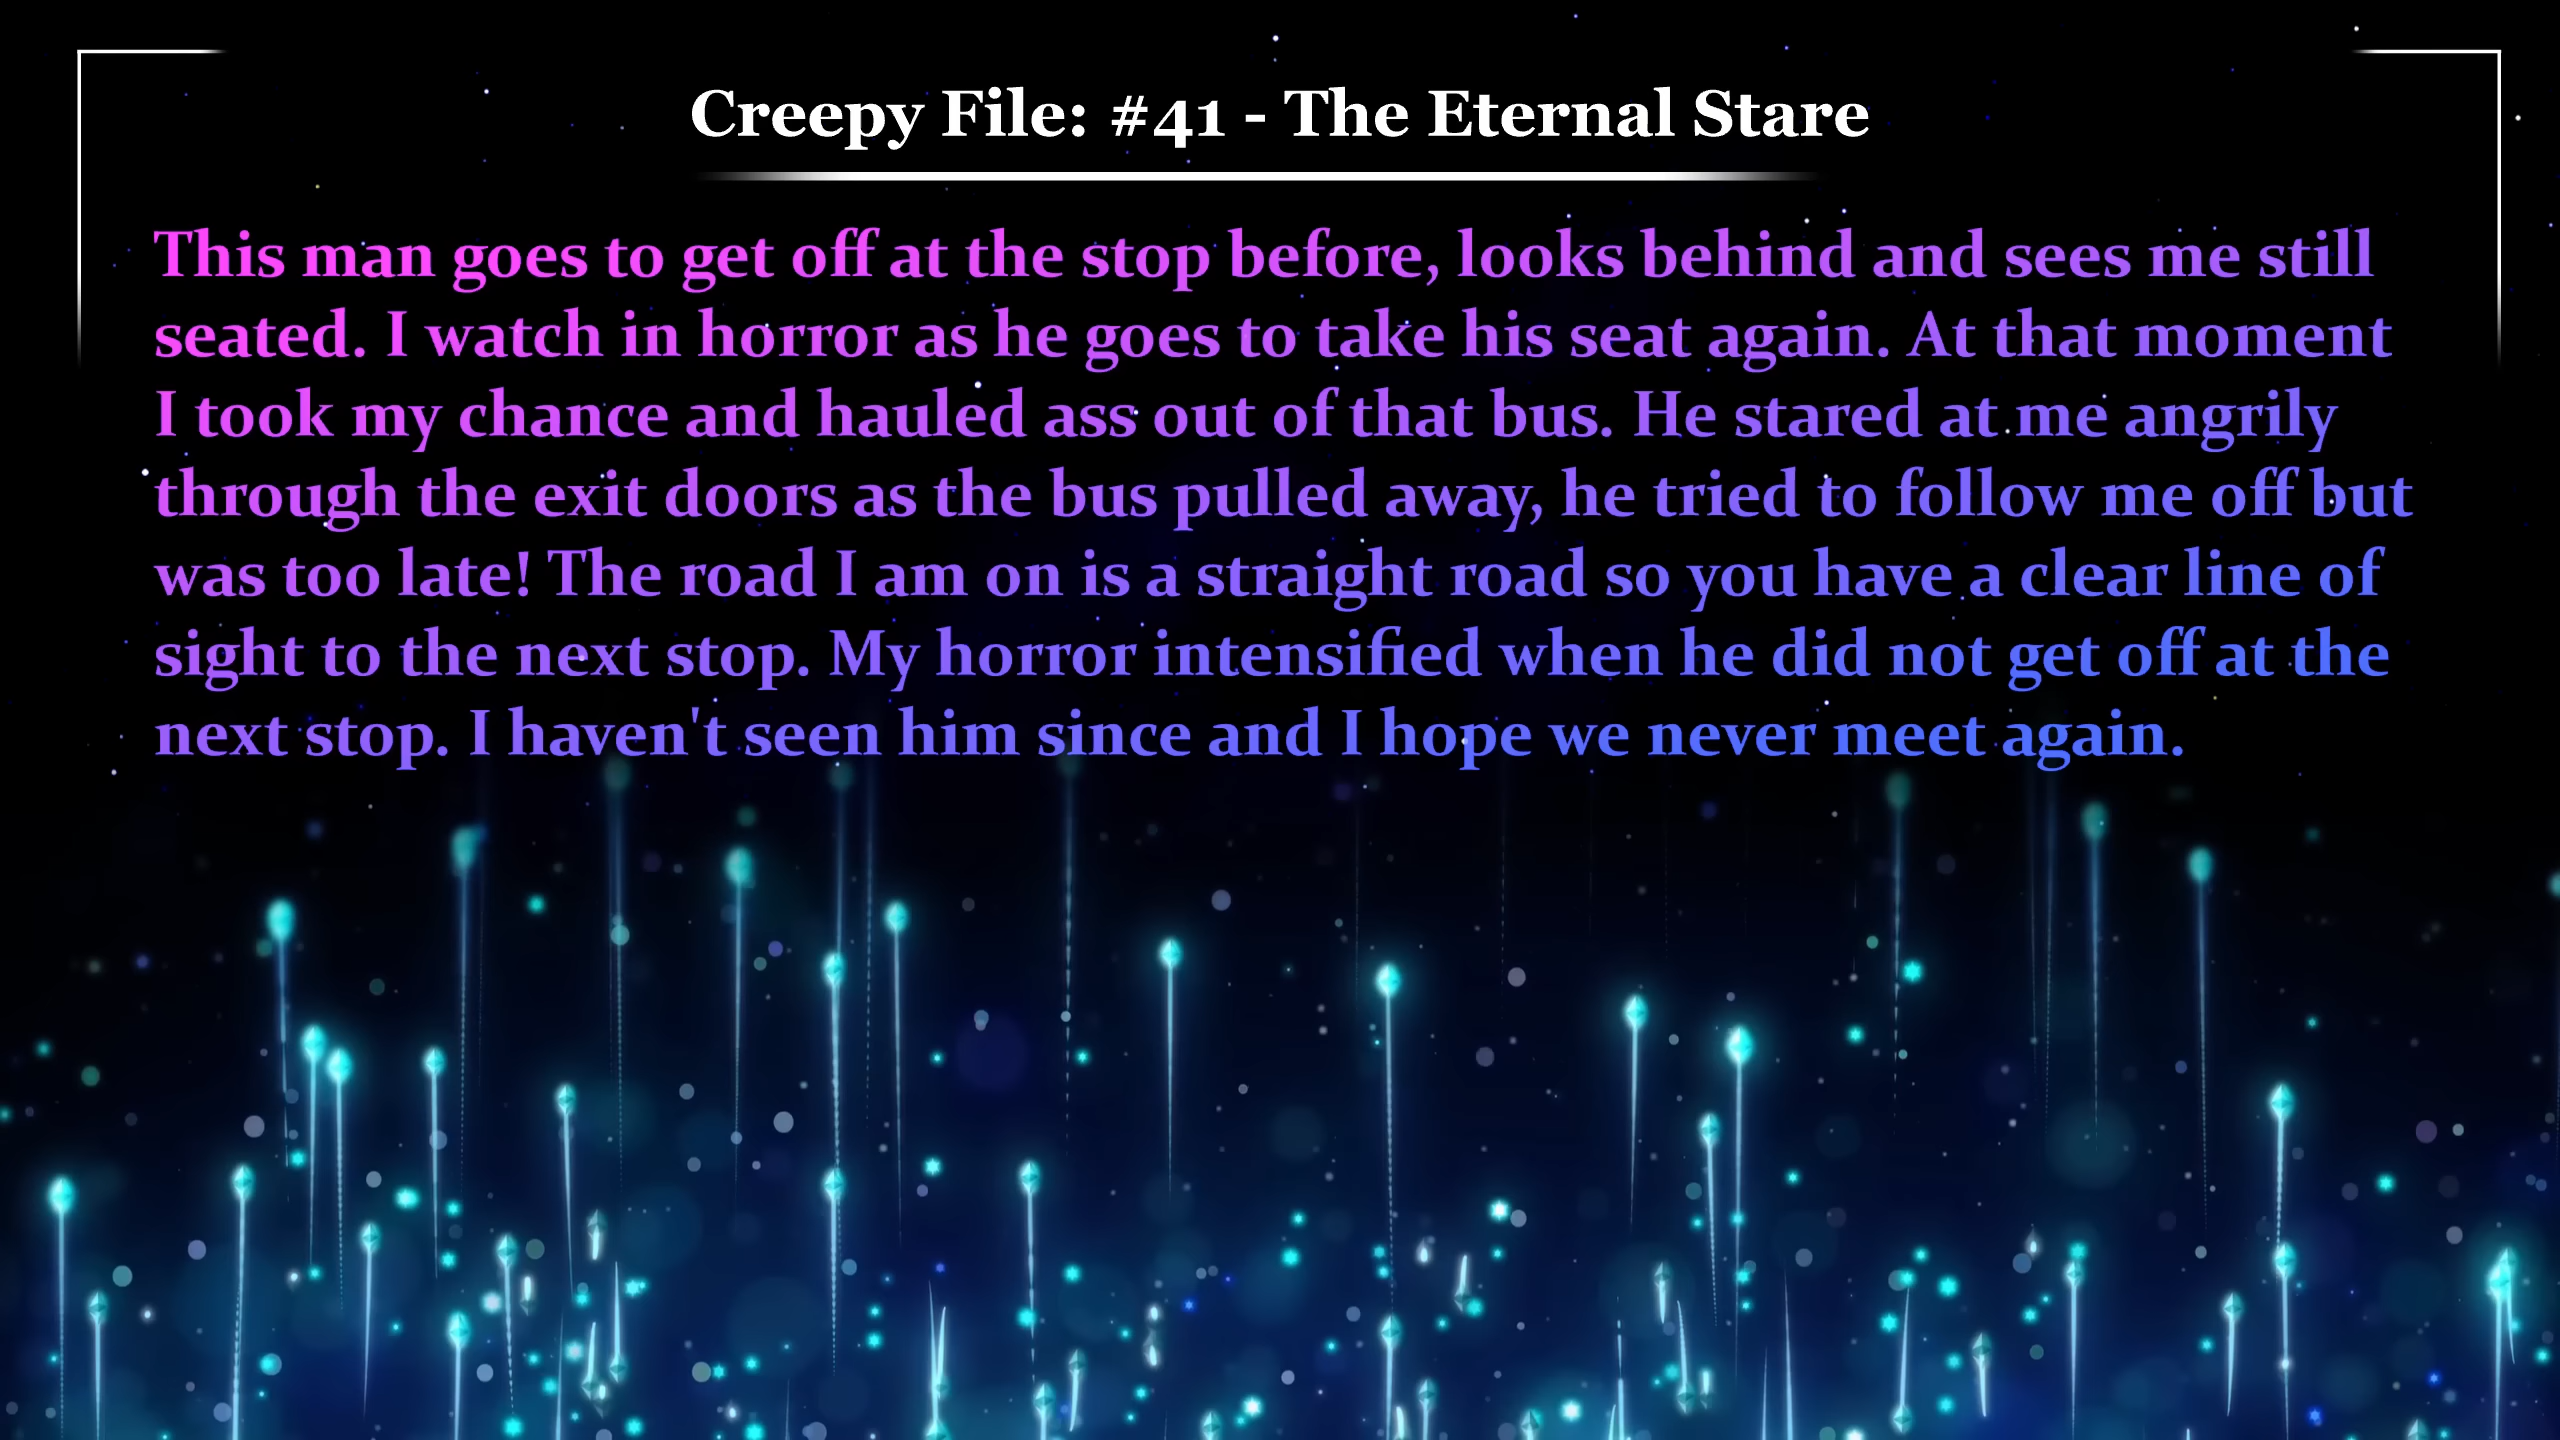 Creepy File: #41 - The Eternal Stare
This man goes to get off at the stop before, looks behind and sees me still
seated. I watch in horror as he goes to take his seat again. At that moment
I took my chance and hauled ass out of that bus. He stared at me angrily
through the exit doors as the bus pulled away, he tried to follow me off but
was too late! The road I am on is a straight road so you have a clear line of
sight to the next stop. My horror intensified when he did not get off at the
next stop. I haven't seen him since and I hope we never meet again.